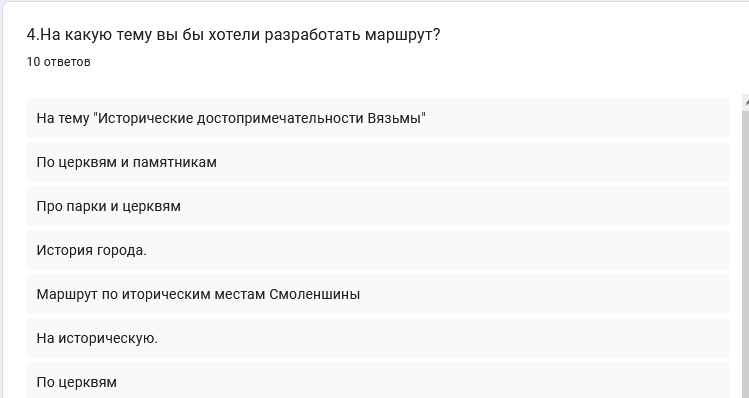 4.На какую тему вы бы хотели разработать маршрут?
10 ответов
На тему "Исторические достопримечательности Вязьмы"
По церквям и памятникам
Про парки и церквям
История города.
Маршрут по иторическим местам Смоленшины
На историческую.
По церквям